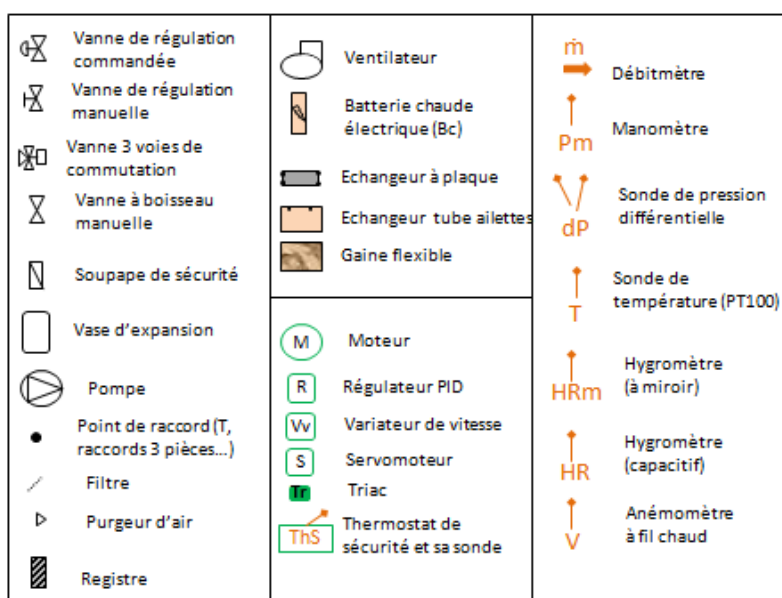 Vanne de régulation
commandée
Vanne de régulation
manuelle
Vanne 3 voies de
commutation
Vanne à boisseau
manuelle
Soupape de sécurité
Vase d'expansion
Pompe
Point de raccord (T,
raccords 3 pièces...)
Filtre
Purgeur d'air
Registre
Ventilateur
Batterie chaude
électrique (Bc)
Echangeur à plaque
Echangeur tube ailettes
Gaine flexible
M Moteur
R Régulateur PID
Vv Variateur de vitesse
S Servomoteur
Tr Triac
ThS Thermostat de
sécurité et sa sonde
ṁ
Débitmètre
Pm Manomètre
dP Sonde de pression
différentielle
T Sonde de
température (PT100)
HRm Hygromètre
(à miroir)
HR Hygromètre
(capacitif)
V Anémomètre
à fil chaud